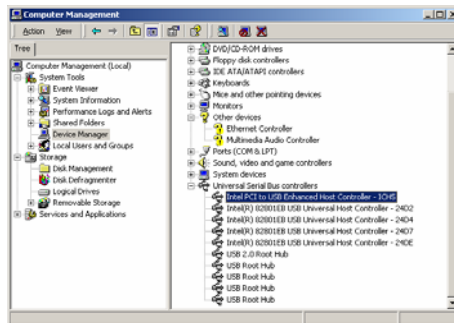 Computer Management
Action View
Tree
Computer Management (Local)
System Tools
Event Viewer
System Information
Performance Logs and Alerts
Shared Folders
Device Manager
Local Users and Groups
Storage
Disk Management
Disk Defragmenter
Logical Drives
Removable Storage
Services and Applications
DVD/CD-ROM drives
Floppy disk controllers
IDE ATA/ATAPI controllers
Keyboards
Mice and other pointing devices
Monitors
Other devices
Ethernet Controller
Multimedia Audio Controller
Ports (COM & LPT)
Sound, video and game controllers
System devices
Universal Serial Bus controllers
Intel PCI to USB Enhanced Host Controller - ICH5
Intel(R) 82801EB USB Universal Host Controller - 24D2
Intel(R) 82801EB USB Universal Host Controller - 24D4
Intel(R) 82801EB USB Universal Host Controller - 24D7
Intel(R) 82801EB USB Universal Host Controller - 24DE
USB 2.0 Root Hub
USB Root Hub
USB Root Hub
USB Root Hub
USB Root Hub